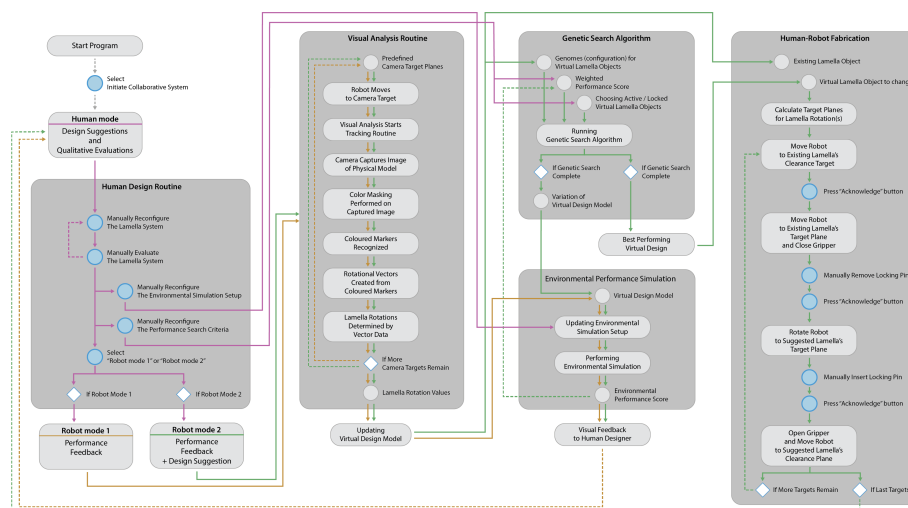 Start Program
Select
Initiate Collaborative System
Human mode
Design Suggestions
and
Qualitative Evaluations
Human Design Routine
Manually Reconfigure
The Lamella System
Manually Evaluate
The Lamella System
Manually Reconfigure
The Environmental Simulation Setup
Manually Reconfigure
The Performance Search Criteria
Select
"Robot mode 1" or "Robot mode 2"
If Robot Mode 1
If Robot Mode 2
Robot mode 1
Performance
Feedback
Robot mode 2
Performance
Feedback
+ Design Suggestion
Visual Analysis Routine
Predefined
Camera Target Planes
Robot Moves
to Camera Target
Visual Analysis Starts
Tracking Routine
Camera Captures Image
of Physical Model
Color Masking
Performed on
Captured Image
Coloured Markers
Recognized
Rotational Vectors
Created from
Coloured Markers
Lamella Rotations
Determined by
Vector Data
If More
Camera Targets Remain
Lamella Rotation Values
Updating
Virtual Design Model
Genetic Search Algorithm
Genomes (configuration) for
Virtual Lamella Objects
Weighted
Performance Score
Choosing Active / Locked
Virtual Lamella Objects
Running
Genetic Search Algorithm
If Genetic Search
Complete
If Genetic Search
Complete
Variation of
Virtual Design Model
Best Performing
Virtual Design
Environmental Performance Simulation
Virtual Design Model
Updating Environmental
Simulation Setup
Performing
Environmental Simulation
Environmental
Performance Score
Visual Feedback
to Human Designer
Human-Robot Fabrication
Existing Lamella Object
Virtual Lamella Object to chang
Calculate Target Planes
for Lamella Rotation(s)
Move Robot
to Existing Lamella's
Clearance Target
Press "Acknowledge" button
Move Robot
to Existing Lamella's
Target Plane
and Close Gripper
Manually Remove Locking Pin
Press "Acknowledge" button
Rotate Robot
to Suggested Lamella's
Target Plane
Manually Insert Locking Pin
Press "Acknowledge" button
Open Gripper
and Move Robot
to Suggested Lamella's
Clearance Plane
If More Targets Remain
If Last Targets